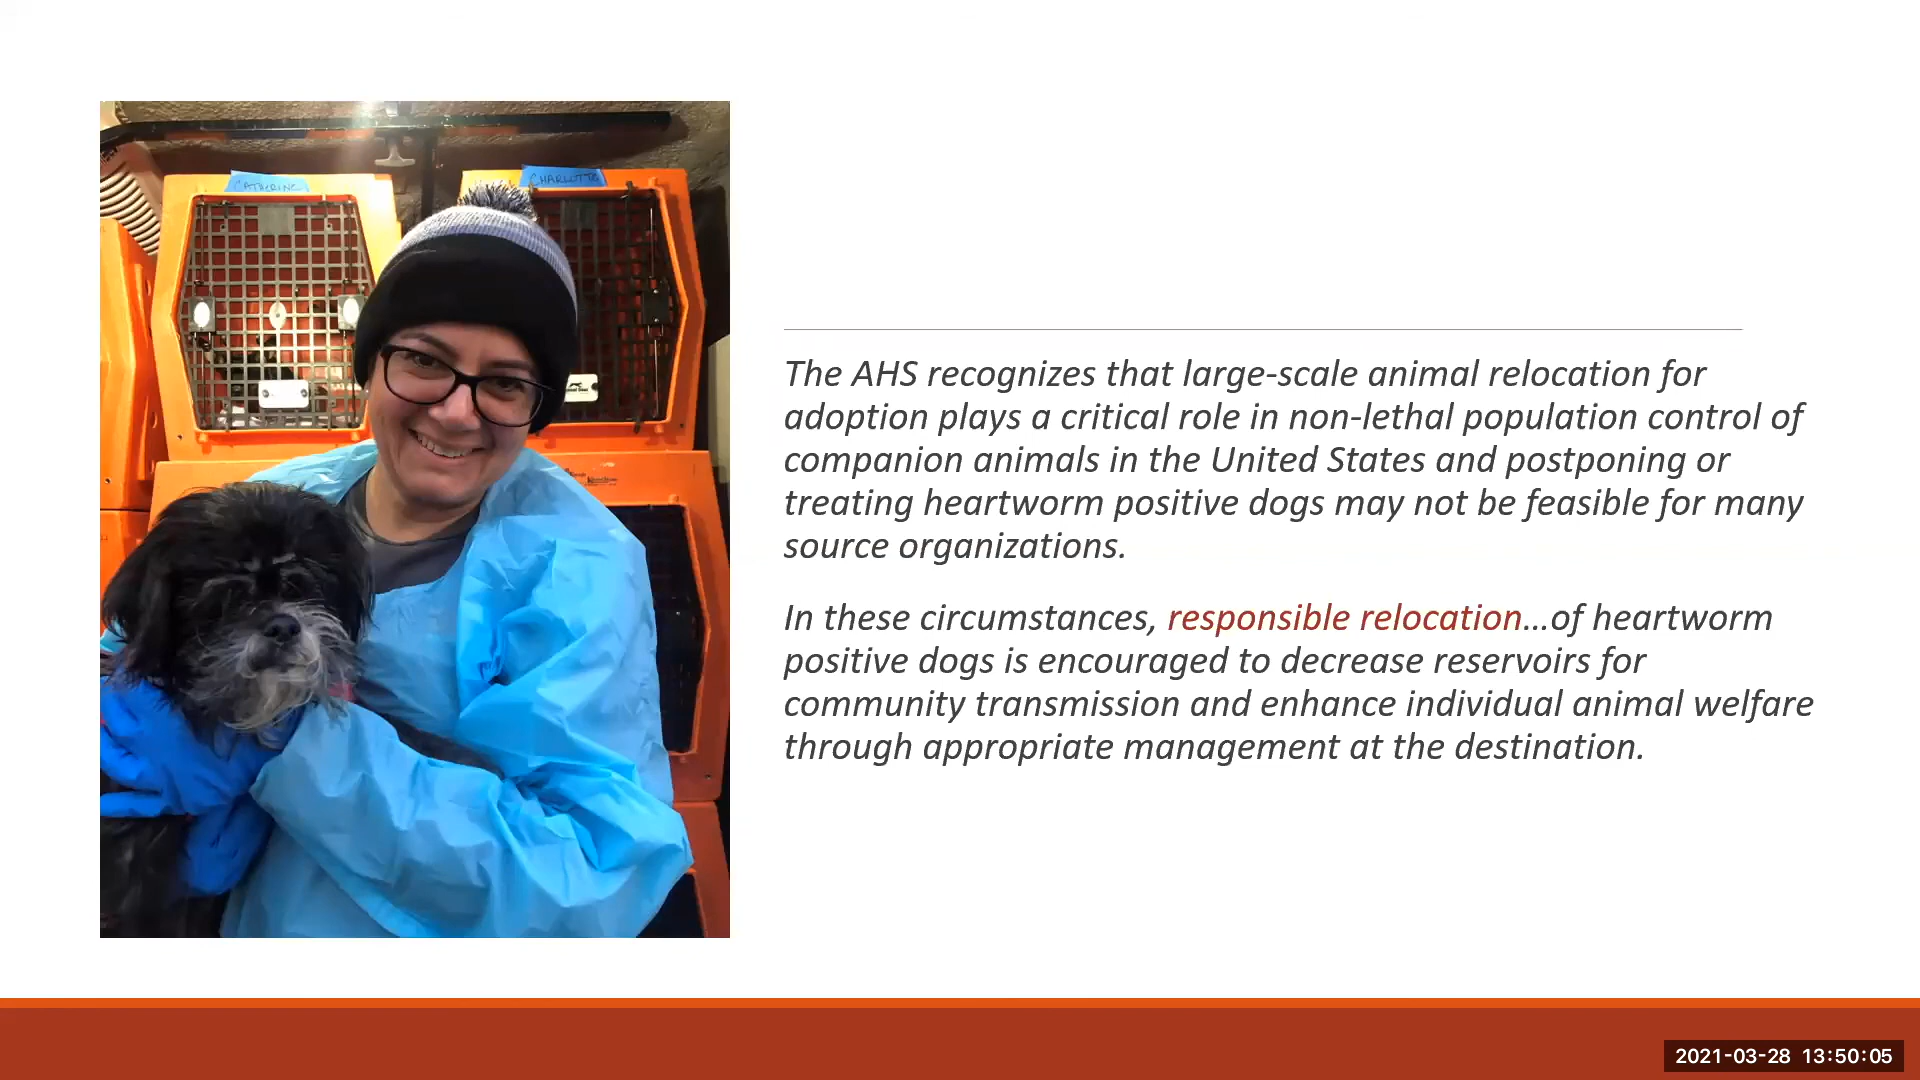 CATHERINE
CHARLOTTE
The AHS recognizes that large-scale animal relocation for
adoption plays a critical role in non-lethal population control of
companion animals in the United States and postponing or
treating heartworm positive dogs may not be feasible for many
source organizations.
In these circumstances, responsible relocation…of heartworm
positive dogs is encouraged to decrease reservoirs for
community transmission and enhance individual animal welfare
through appropriate management at the destination.
2021-03-28 13:50:05